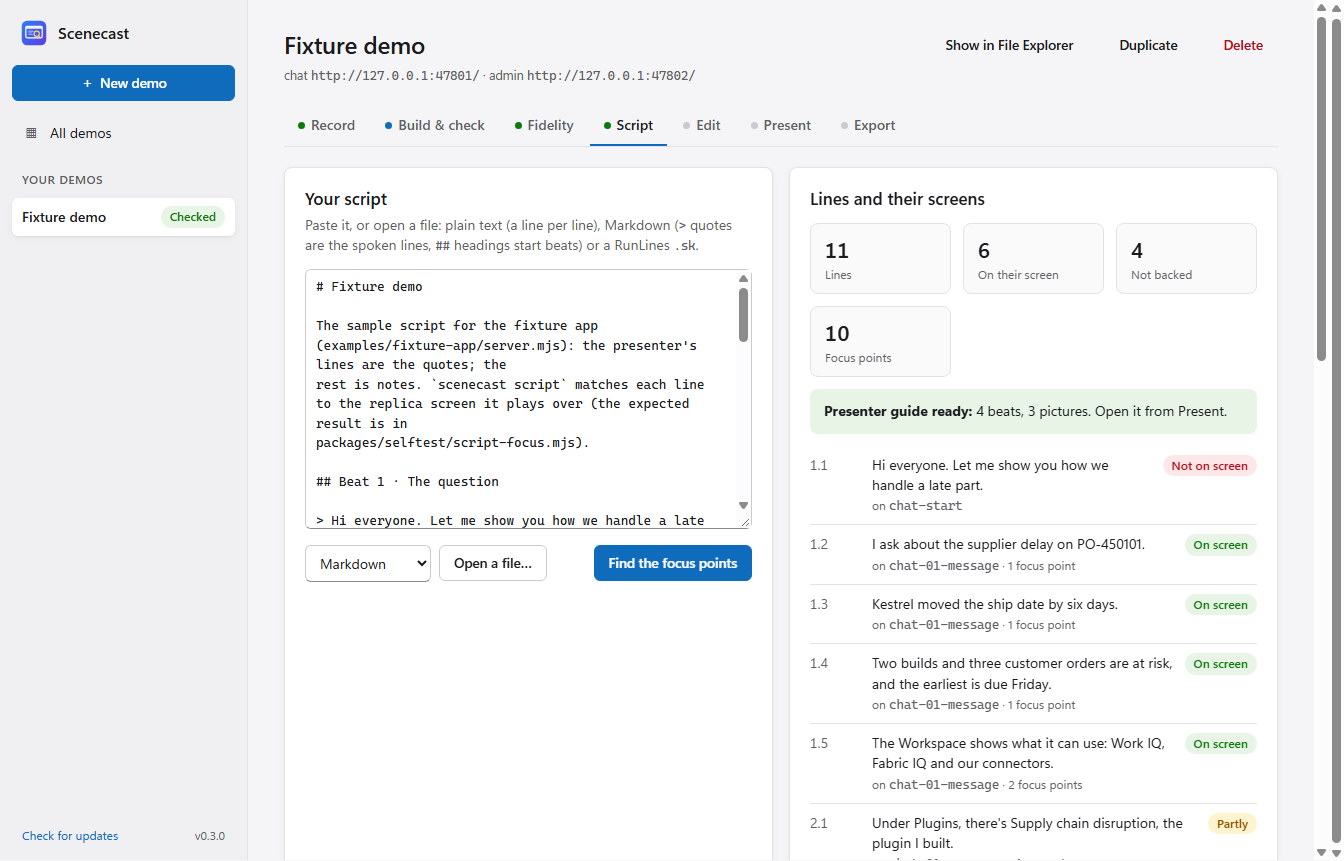 Scenecast
+ New demo
All demos
YOUR DEMOS
Fixture demo Checked
Check for updates v0.3.0
Fixture demo
chat http://127.0.0.1:47801/ · admin http://127.0.0.1:47802/
Show in File Explorer Duplicate Delete
Record Build & check Fidelity Script Edit Present Export
Your script
Paste it, or open a file: plain text (a line per line), Markdown (> quotes
are the spoken lines, ## headings start beats) or a RunLines .sk.
# Fixture demo
The sample script for the fixture app
(examples/fixture-app/server.mjs): the presenter's
lines are the quotes; the
rest is notes. `scenecast script` matches each line
to the replica screen it plays over (the expected
result is in
packages/selftest/script-focus.mjs).
## Beat 1 · The question
> Hi everyone. Let me show you how we handle a late
Markdown Open a file... Find the focus points
Lines and their screens
11
Lines
6
On their screen
4
Not backed
10
Focus points
Presenter guide ready: 4 beats, 3 pictures. Open it from Present.
1.1 Hi everyone. Let me show you how we Not on screen
handle a late part.
on chat-start
1.2 I ask about the supplier delay on PO-450101. On screen
on chat-01-message · 1 focus point
1.3 Kestrel moved the ship date by six days. On screen
on chat-01-message · 1 focus point
1.4 Two builds and three customer orders are at risk, On screen
and the earliest is due Friday.
on chat-01-message · 1 focus point
1.5 The Workspace shows what it can use: Work IQ, On screen
Fabric IQ and our connectors.
on chat-01-message · 2 focus points
2.1 Under Plugins, there's Supply chain disruption, the Partly
plugin I built.